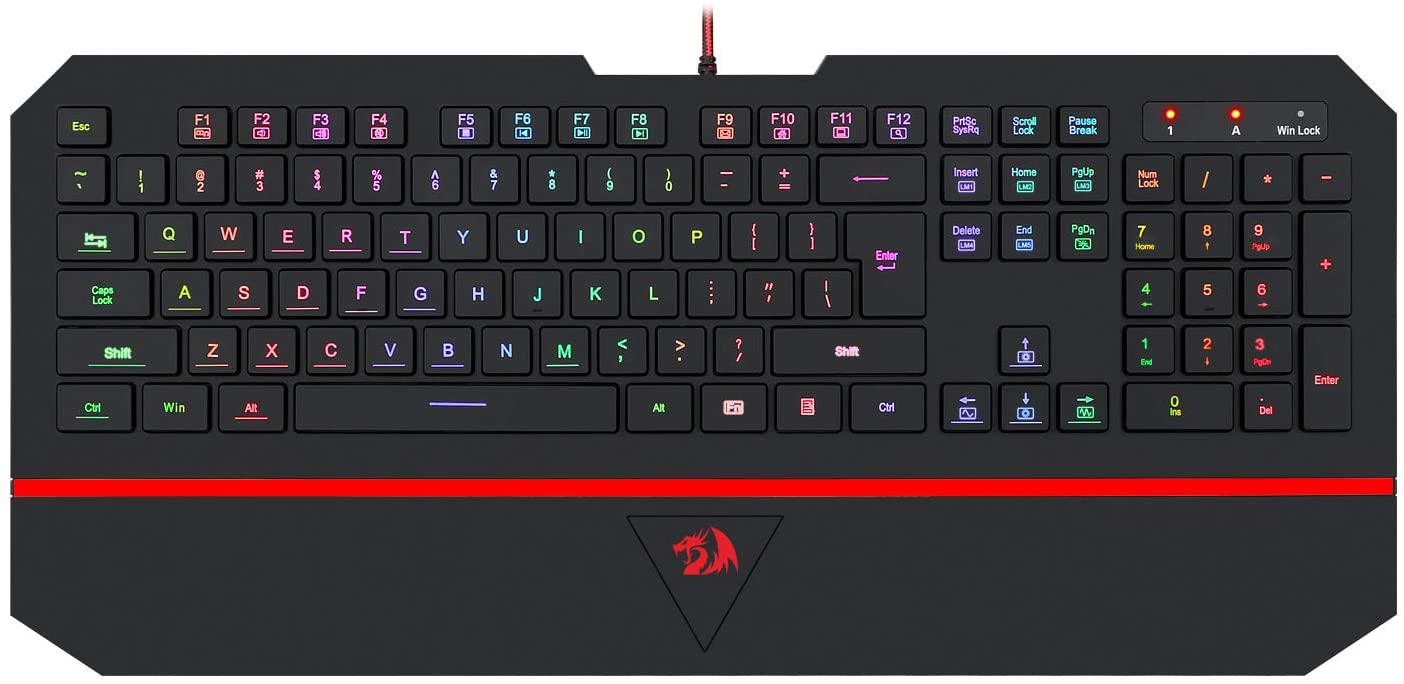 Esc F1 F2 F3 F4 F5 F6 F7 F8 F9 F10 F11 F12 PrtSc Scroll Pause 1 A Win Lock
SysRq Lock Break
~ ! @ # $ % ^ & * ( ) _ + Insert Home PgUp Num / * -
` 1 2 3 4 5 6 7 8 9 0 - = ← LM1 LM2 LM3 Lock
Q W E R T Y U I O P { } Enter Delete End PgDn 7 8 9 +
[ ] LM4 LM5 Home ↑ PgUp
Caps A S D F G H J K L : " | 4 5 6
Lock ; ' \ ← →
Shift Z X C V B N M < > ? Shift ↑ 1 2 3 Enter
, . / End ↓ PgDn
Ctrl Win Alt Alt Fn Ctrl ← ↓ → 0 .
Ins Del